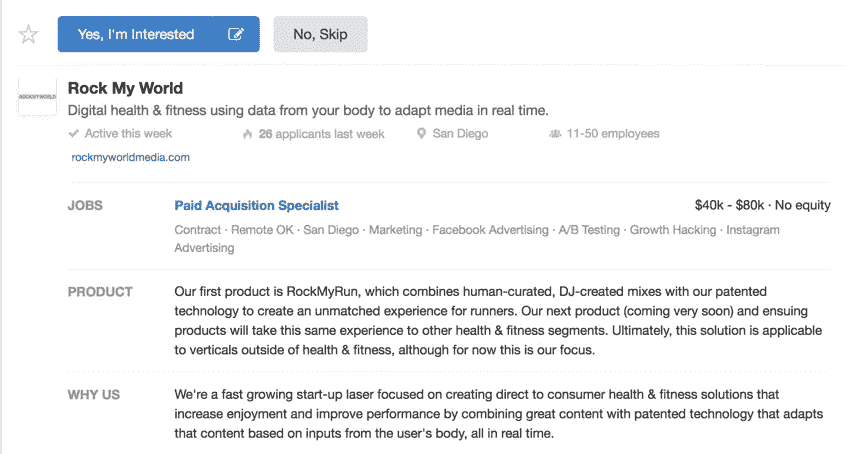 Yes, I'm Interested No, Skip
ROCKMYWORLD
Rock My World
Digital health & fitness using data from your body to adapt media in real time.
Active this week 26 applicants last week San Diego 11-50 employees
rockmyworldmedia.com
JOBS Paid Acquisition Specialist $40k - $80k · No equity
Contract · Remote OK · San Diego · Marketing · Facebook Advertising · A/B Testing · Growth Hacking · Instagram
Advertising
PRODUCT Our first product is RockMyRun, which combines human-curated, DJ-created mixes with our patented
technology to create an unmatched experience for runners. Our next product (coming very soon) and ensuing
products will take this same experience to other health & fitness segments. Ultimately, this solution is applicable
to verticals outside of health & fitness, although for now this is our focus.
WHY US We're a fast growing start-up laser focused on creating direct to consumer health & fitness solutions that
increase enjoyment and improve performance by combining great content with patented technology that adapts
that content based on inputs from the user's body, all in real time.